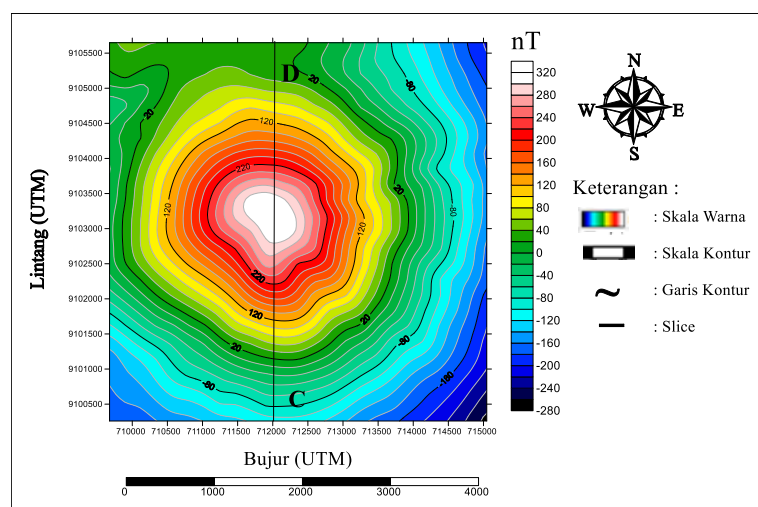 nT
9105500
9105000
9104500
9104000
9103500
9103000
9102500
9102000
9101500
9101000
9100500
Lintang (UTM)
D
20
-80
20
120
220
20
120
120
-80
220
120
20
20
-80
-80
-180
C
710000 710500 711000 711500 712000 712500 713000 713500 714000 714500 715000
Bujur (UTM)
0 1000 2000 3000 4000
320
280
240
200
160
120
80
40
0
-40
-80
-120
-160
-200
-240
-280
N
W E
S
Keterangan :
: Skala Warna
: Skala Kontur
: Garis Kontur
: Slice